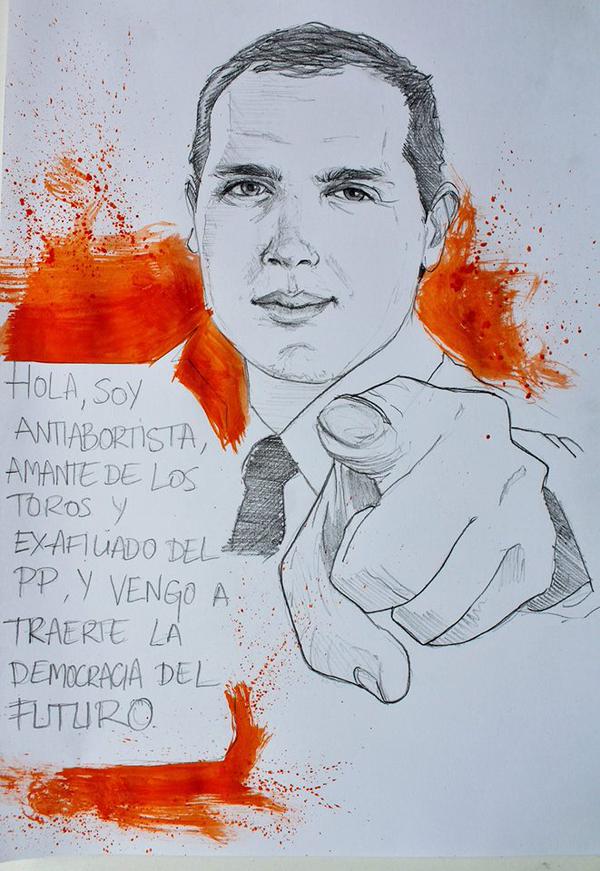 HOLA, SOY
ANTIABORTISTA,
AMANTE DE LOS
TOROS Y
EX-AFILIADO DEL
PP, Y VENGO A
TRAERTE LA
DEMOCRACIA DEL
FUTURO.